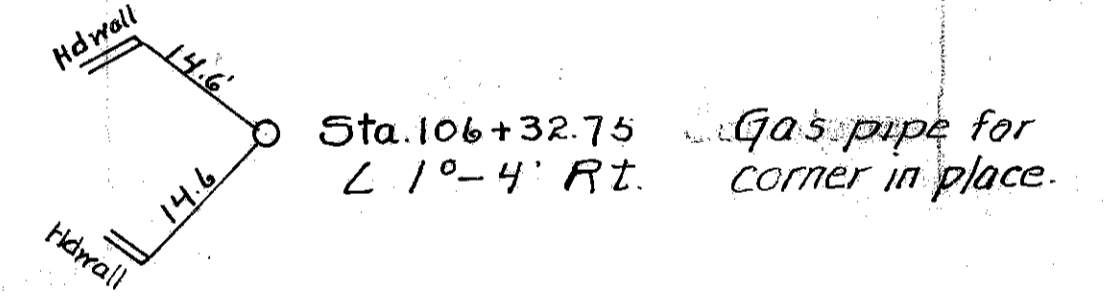 Hdwall
14.6'
Sta. 106+32.75
∠ 1°-4' Rt.
Gas pipe for
corner in place.
14.6
Hdwall